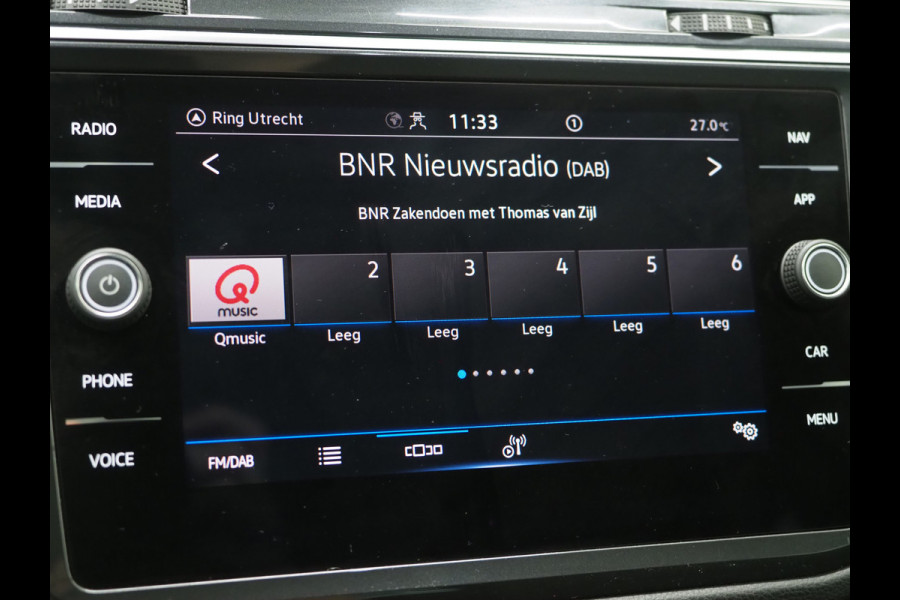 RADIO
MEDIA
PHONE
VOICE
Ring Utrecht
11:33
1
27.0°C
<
BNR Nieuwsradio (DAB)
>
BNR Zakendoen met Thomas van Zijl
Q
MUSIC
2
3
4
5
6
Qmusic
Leeg
Leeg
Leeg
Leeg
Leeg
FM/DAB
NAV
APP
CAR
MENU